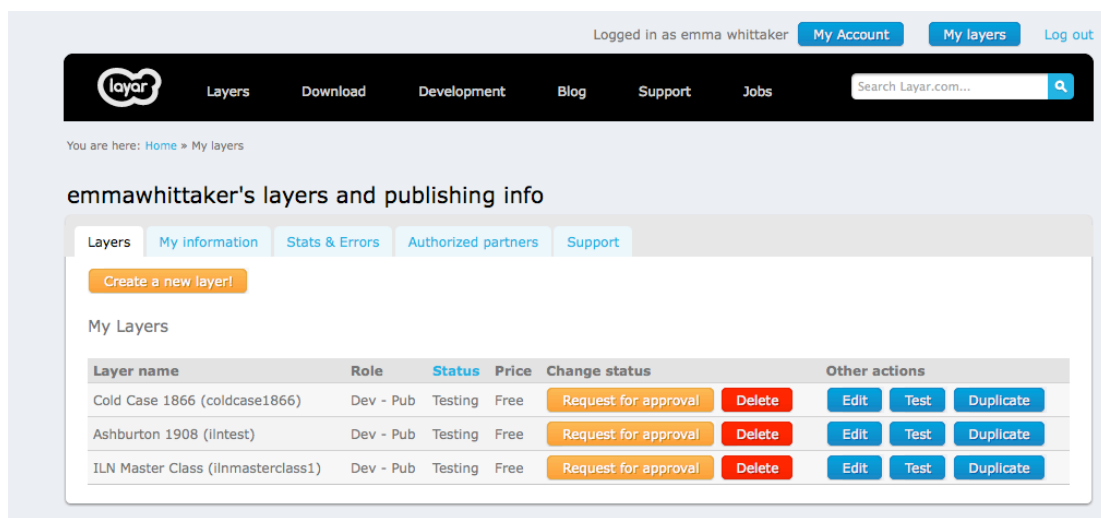 Logged in as emma whittaker My Account My layers Log out
layar Layers Download Development Blog Support Jobs Search Layar.com...
You are here: Home » My layers
emmawhittaker's layers and publishing info
Layers My information Stats & Errors Authorized partners Support
Create a new layer!
My Layers
Layer name Role Status Price Change status Other actions
Cold Case 1866 (coldcase1866) Dev - Pub Testing Free Request for approval Delete Edit Test Duplicate
Ashburton 1908 (ilntest) Dev - Pub Testing Free Request for approval Delete Edit Test Duplicate
ILN Master Class (ilnmasterclass1) Dev - Pub Testing Free Request for approval Delete Edit Test Duplicate